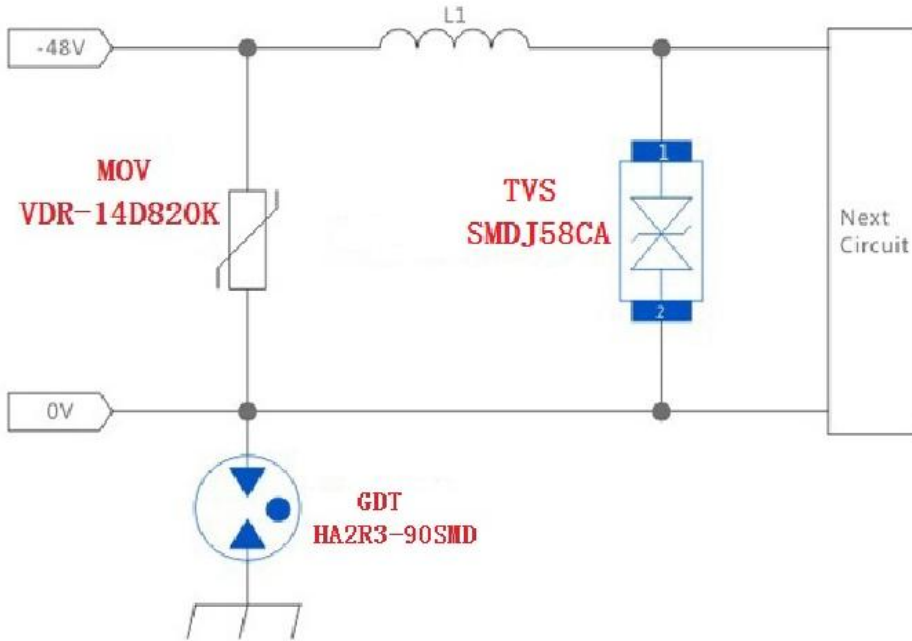 L1
-48V
MOV
VDR-14D820K
1
TVS
SMDJ58CA
Next
Circuit
2
0V
GDT
HA2R3-90SMD